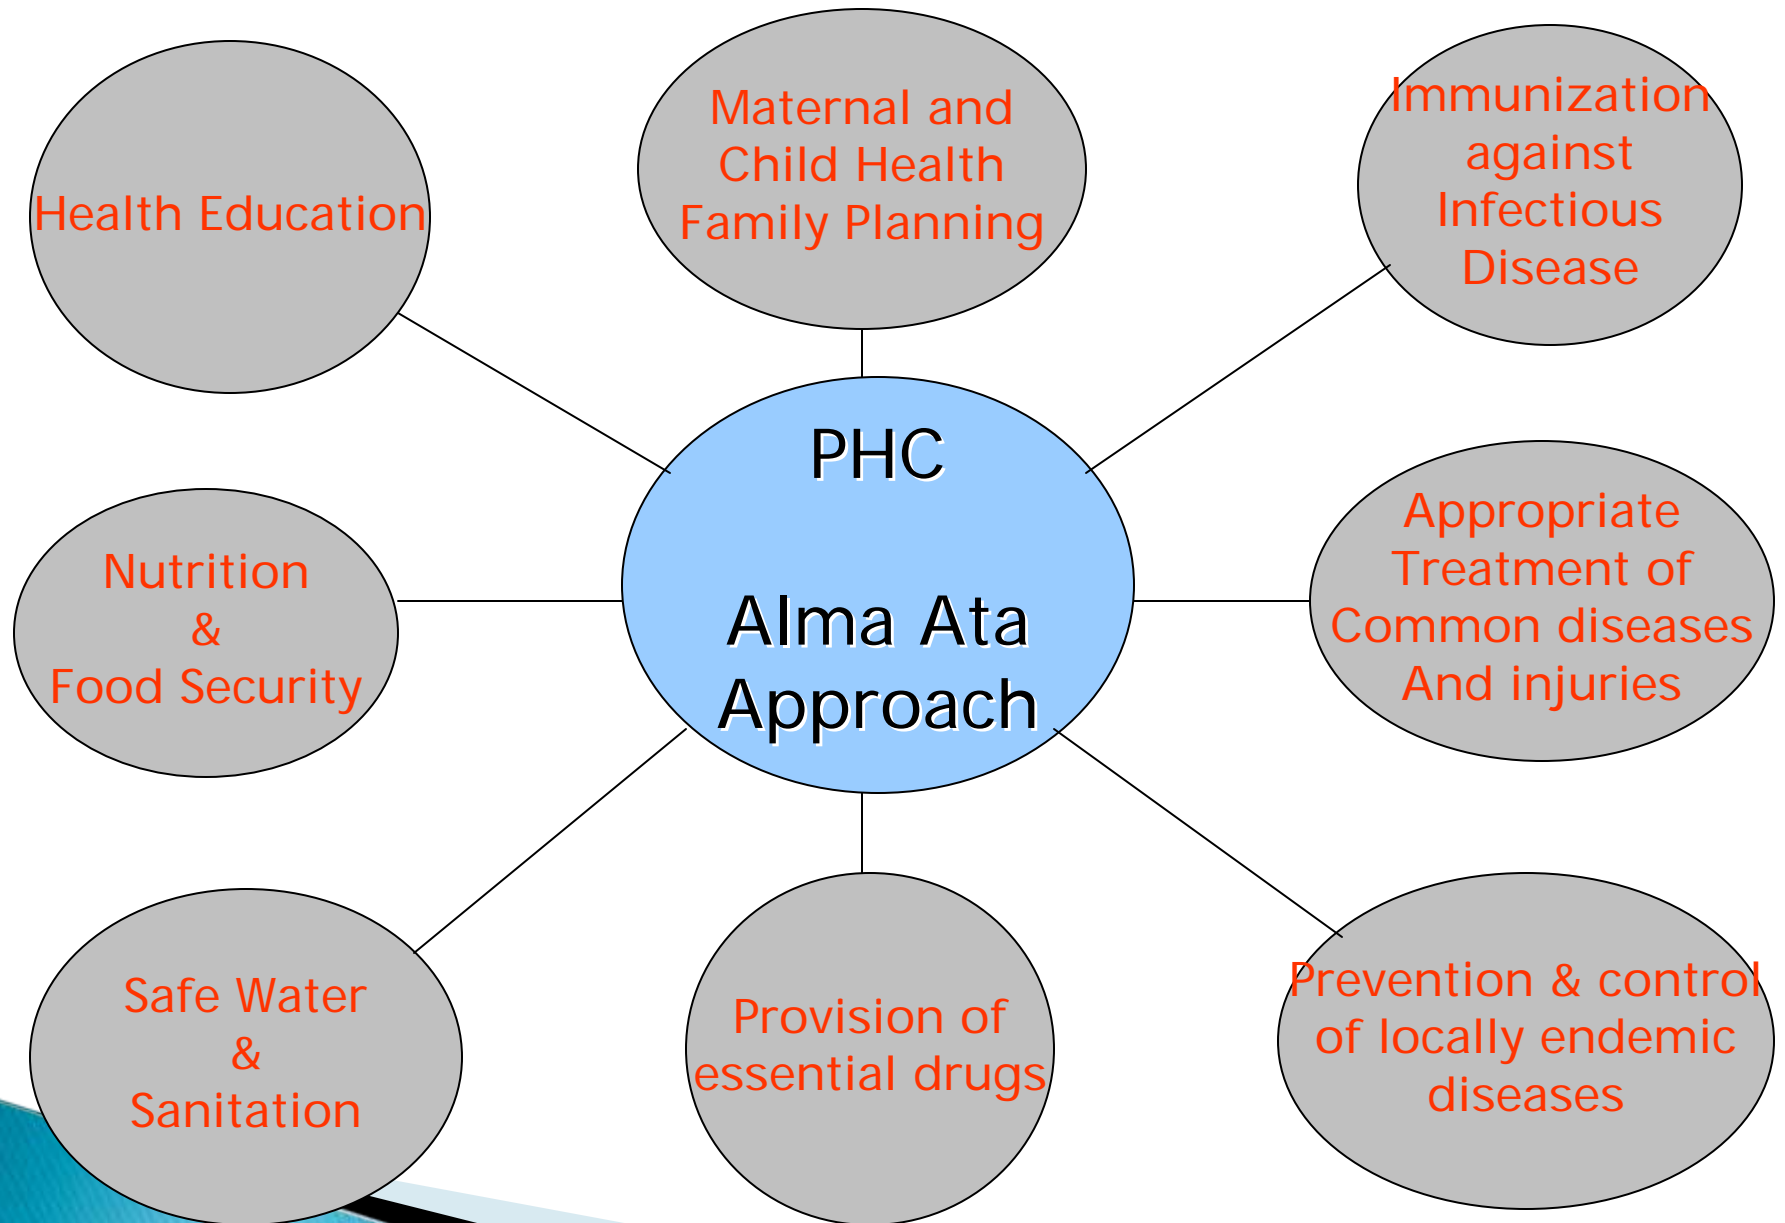 Health Education
Maternal and
Child Health
Family Planning
Immunization
against
Infectious
Disease
PHC
Alma Ata
Approach
Nutrition
&
Food Security
Appropriate
Treatment of
Common diseases
And injuries
Safe Water
&
Sanitation
Provision of
essential drugs
Prevention & control
of locally endemic
diseases